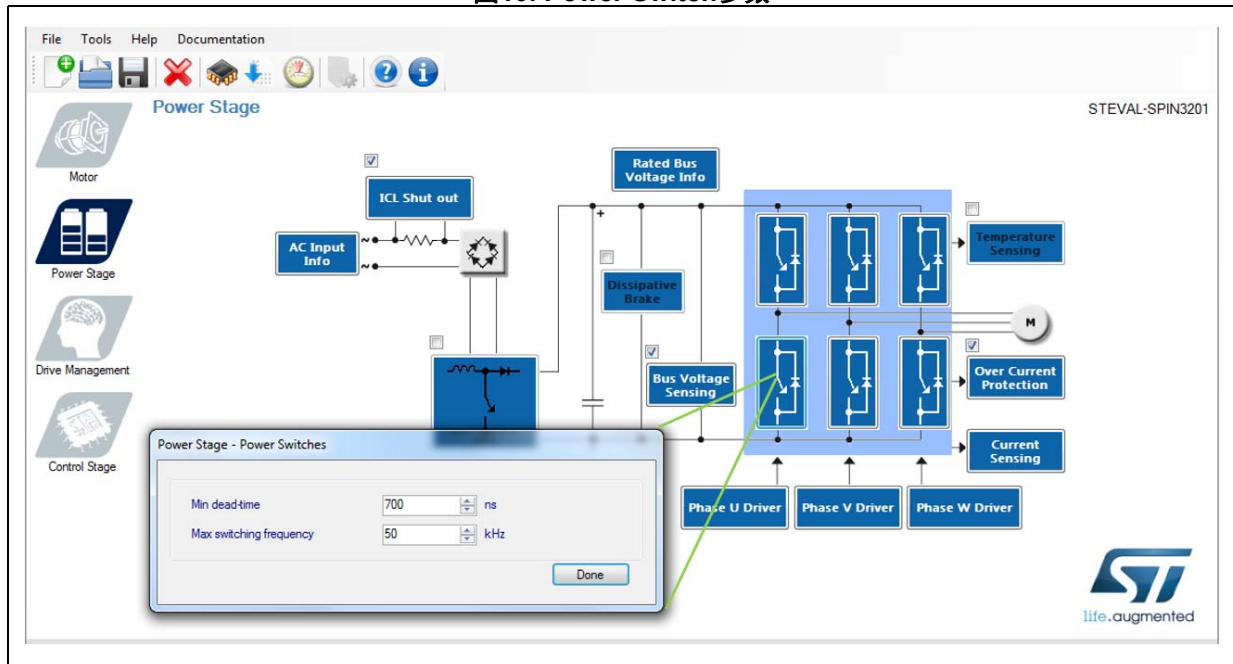 File Tools Help Documentation
Power Stage
STEVAL-SPIN3201
Motor
Power Stage
Drive Management
Control Stage
ICL Shut out
AC Input
Info
~
~
Rated Bus
Voltage Info
+
Dissipative
Brake
Bus Voltage
Sensing
Temperature
Sensing
M
Over Current
Protection
Current
Sensing
Phase U Driver
Phase V Driver
Phase W Driver
Power Stage - Power Switches
Min dead-time 700 ns
Max switching frequency 50 kHz
Done
ST
life.augmented